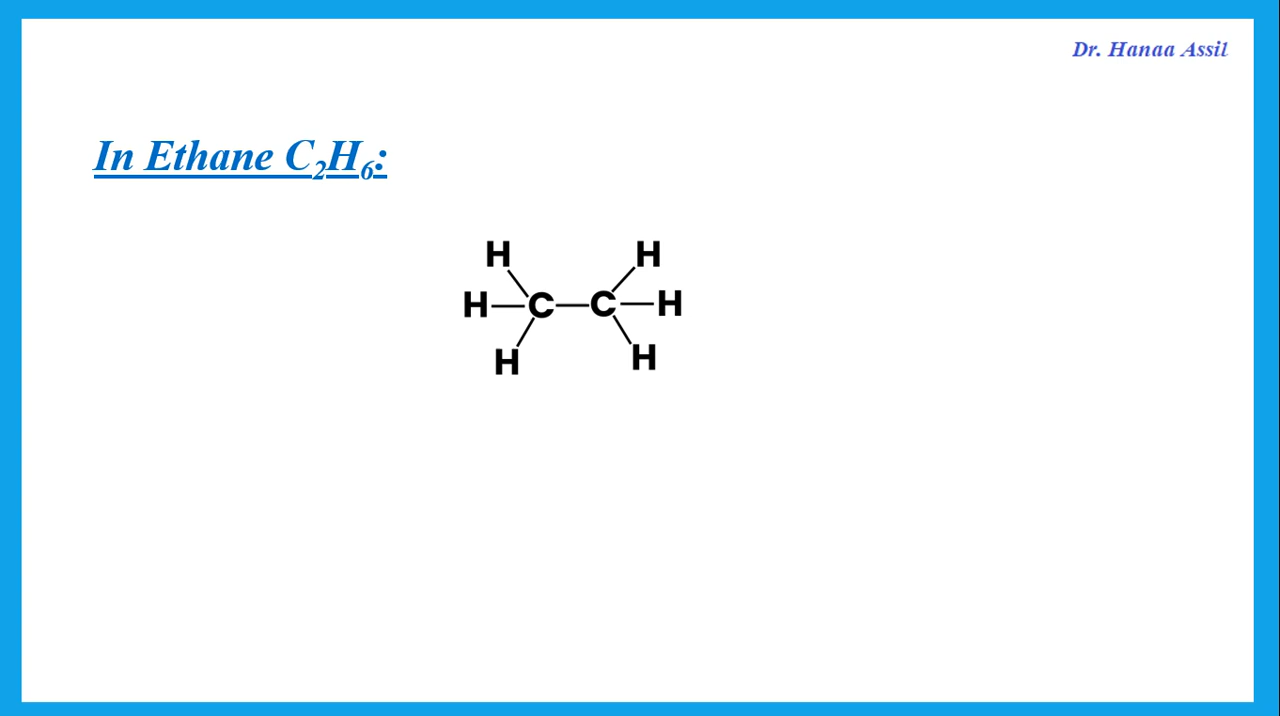 Dr. Hanaa Assil
In Ethane C₂H₆:
H H
H—C—C—H
H H